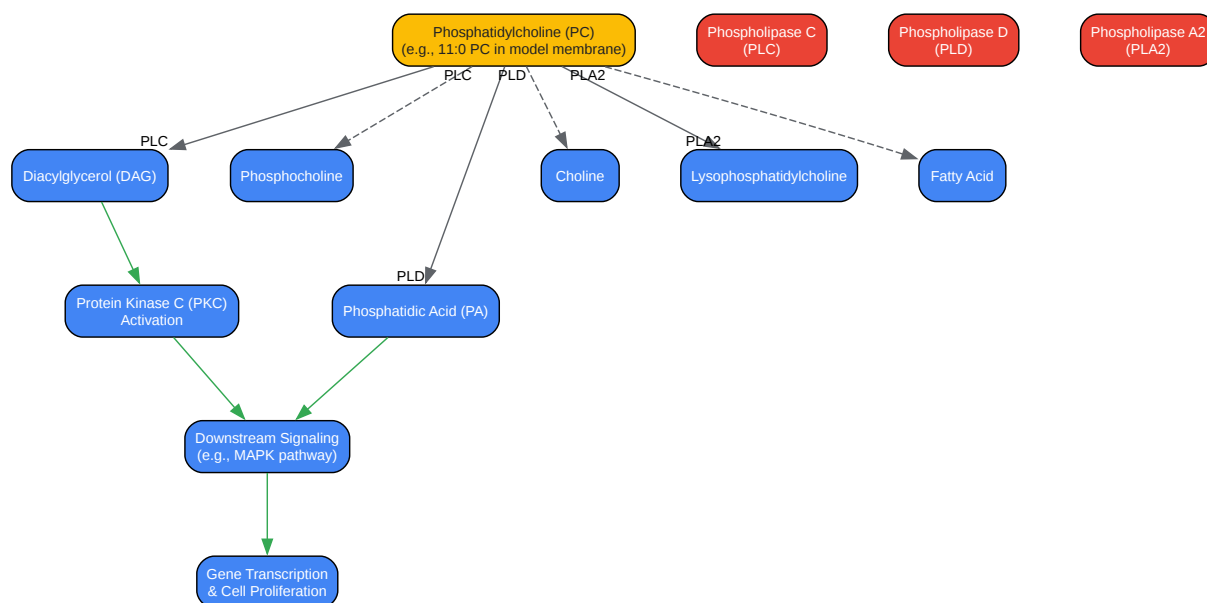 Phosphatidylcholine (PC)
(e.g., 11:0 PC in model membrane)
Phospholipase C
(PLC)
Phospholipase D
(PLD)
Phospholipase A2
(PLA2)
PLC
PLD
PLA2
PLC
PLA2
Diacylglycerol (DAG)
Phosphocholine
Choline
Lysophosphatidylcholine
Fatty Acid
PLD
Protein Kinase C (PKC)
Activation
Phosphatidic Acid (PA)
Downstream Signaling
(e.g., MAPK pathway)
Gene Transcription
& Cell Proliferation